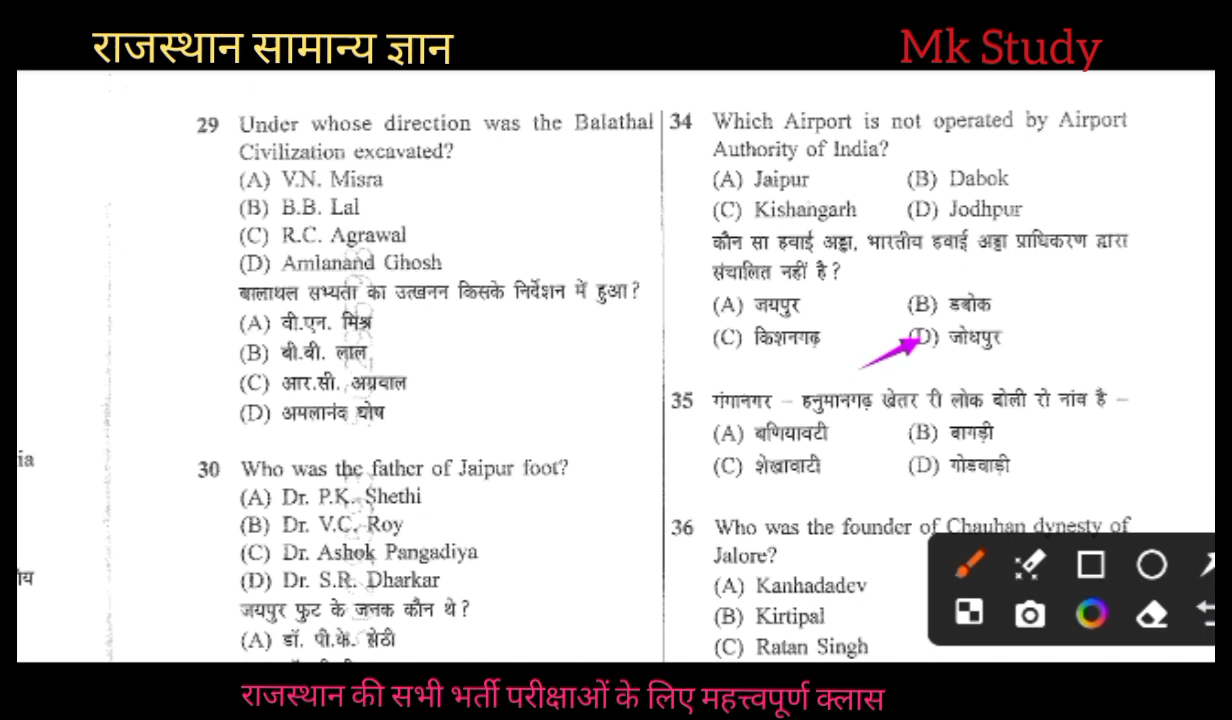 राजस्थान सामान्य ज्ञान
Mk Study
29 Under whose direction was the Balathal
Civilization excavated?
(A) V.N. Misra
(B) B.B. Lal
(C) R.C. Agrawal
(D) Amlanand Ghosh
बालाथल सभ्यता का उत्खनन किसके निर्देशन में हुआ?
(A) वी.एन. मिश्र
(B) बी.बी. लाल
(C) आर.सी. अग्रवाल
(D) अमलानंद घोष
30 Who was the father of Jaipur foot?
(A) Dr. P.K. Shethi
(B) Dr. V.C. Roy
(C) Dr. Ashok Pangadiya
(D) Dr. S.R. Dharkar
जयपुर फुट के जनक कौन थे?
(A) डॉ. पी.के. शेठी
34 Which Airport is not operated by Airport
Authority of India?
(A) Jaipur (B) Dabok
(C) Kishangarh (D) Jodhpur
कौन सा हवाई अड्डा, भारतीय हवाई अड्डा प्राधिकरण द्वारा
संचालित नहीं है?
(A) जयपुर (B) डबोक
(C) किशनगढ़ (D) जोधपुर
35 गंगानगर – हनुमानगढ़ खेतर री लोक बोली रो नांव है –
(A) बणियावटी (B) बागड़ी
(C) शेखावाटी (D) गोडवाड़ी
36 Who was the founder of Chauhan dynesty of
Jalore?
(A) Kanhadadev
(B) Kirtipal
(C) Ratan Singh
ia
राजस्थान की सभी भर्ती परीक्षाओं के लिए महत्त्वपूर्ण क्लास